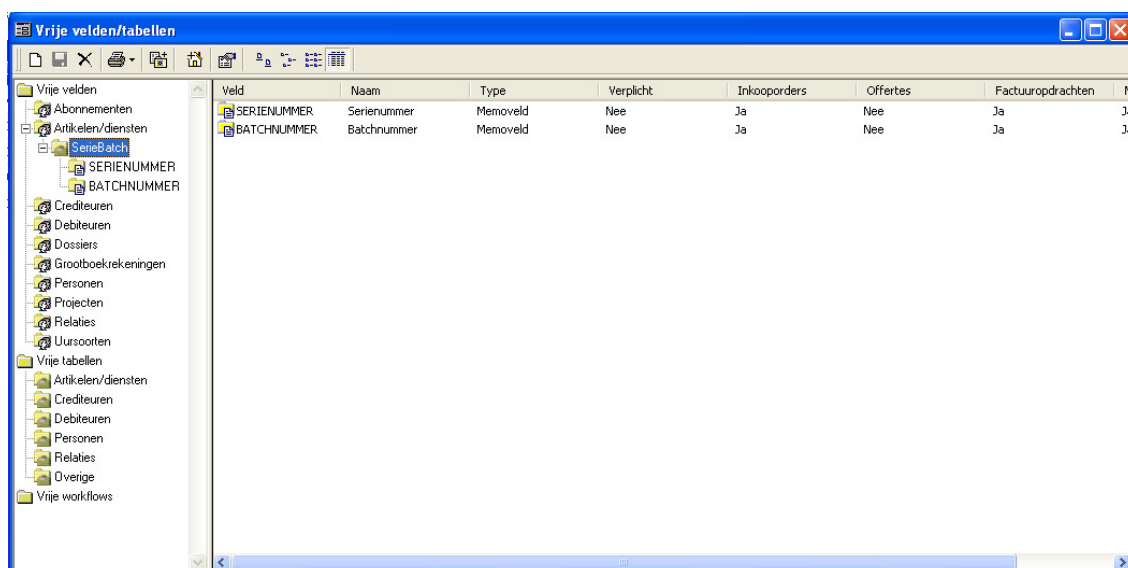 Vrije velden/tabellen
Vrije velden
Abonnementen
Artikelen/diensten
SerieBatch
SERIENUMMER
BATCHNUMMER
Crediteuren
Debiteuren
Dossiers
Grootboekrekeningen
Personen
Projecten
Relaties
Uursoorten
Vrije tabellen
Artikelen/diensten
Crediteuren
Debiteuren
Personen
Relaties
Overige
Vrije workflows
Veld Naam Type Verplicht Inkooporders Offertes Factuuropdrachten
SERIENUMMER Serienummer Memoveld Nee Ja Nee Ja
BATCHNUMMER Batchnummer Memoveld Nee Ja Nee Ja